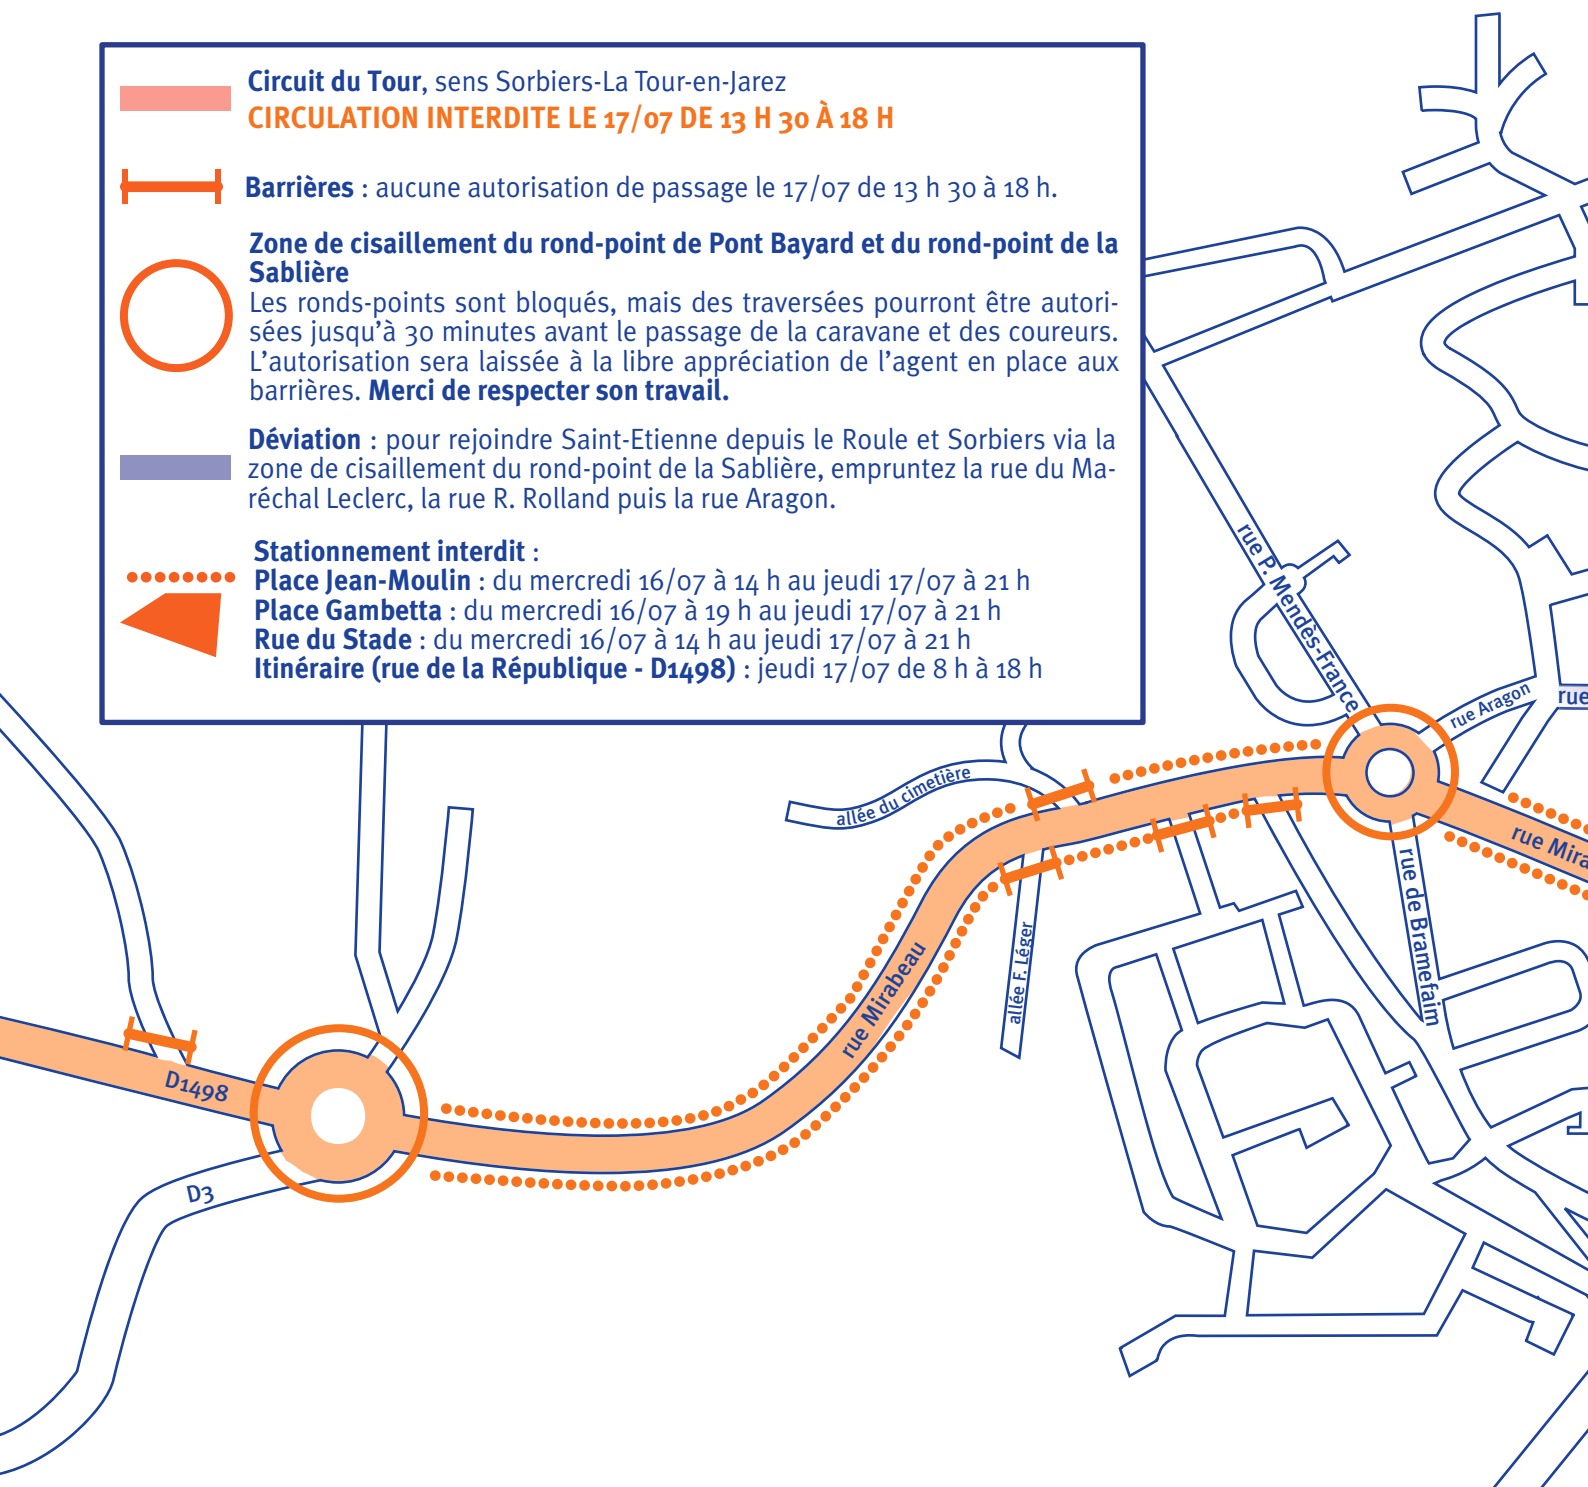 Circuit du Tour, sens Sorbiers-La Tour-en-Jarez
CIRCULATION INTERDITE LE 17/07 DE 13 H 30 À 18 H
Barrières : aucune autorisation de passage le 17/07 de 13 h 30 à 18 h.
Zone de cisaillement du rond-point de Pont Bayard et du rond-point de la
Sablière
Les ronds-points sont bloqués, mais des traversées pourront être autori-
sées jusqu'à 30 minutes avant le passage de la caravane et des coureurs.
L'autorisation sera laissée à la libre appréciation de l'agent en place aux
barrières. Merci de respecter son travail.
Déviation : pour rejoindre Saint-Etienne depuis le Roule et Sorbiers via la
zone de cisaillement du rond-point de la Sablière, empruntez la rue du Ma-
réchal Leclerc, la rue R. Rolland puis la rue Aragon.
Stationnement interdit :
Place Jean-Moulin : du mercredi 16/07 à 14 h au jeudi 17/07 à 21 h
Place Gambetta : du mercredi 16/07 à 19 h au jeudi 17/07 à 21 h
Rue du Stade : du mercredi 16/07 à 14 h au jeudi 17/07 à 21 h
Itinéraire (rue de la République - D1498) : jeudi 17/07 de 8 h à 18 h
rue P. Mendès-France
rue Aragon
rue
allée du cimetière
rue Mira
rue de Bramefaim
allée F. Léger
rue Mirabeau
D1498
D3